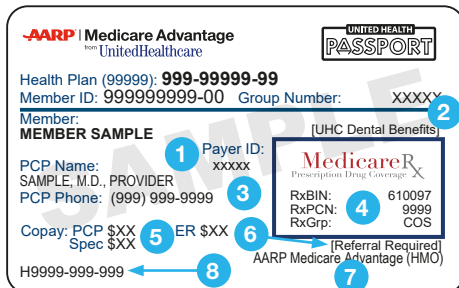 AARP | Medicare Advantage
from UnitedHealthcare
UNITED HEALTH
PASSPORT
Health Plan (99999): 999-99999-99
Member ID: 999999999-00 Group Number: XXXXX
2
Member:
MEMBER SAMPLE
[UHC Dental Benefits]
1
Payer ID:
xxxxx
PCP Name:
SAMPLE, M.D., PROVIDER
PCP Phone: (999) 999-9999
3
MedicareRx
Prescription Drug Coverage
RxBIN: 610097
RxPCN: 9999
RxGrp: COS
4
Copay: PCP $XX ER $XX
Spec $XX
5
6
[Referral Required]
AARP Medicare Advantage (HMO)
7
H9999-999-999
8
SAMPLE